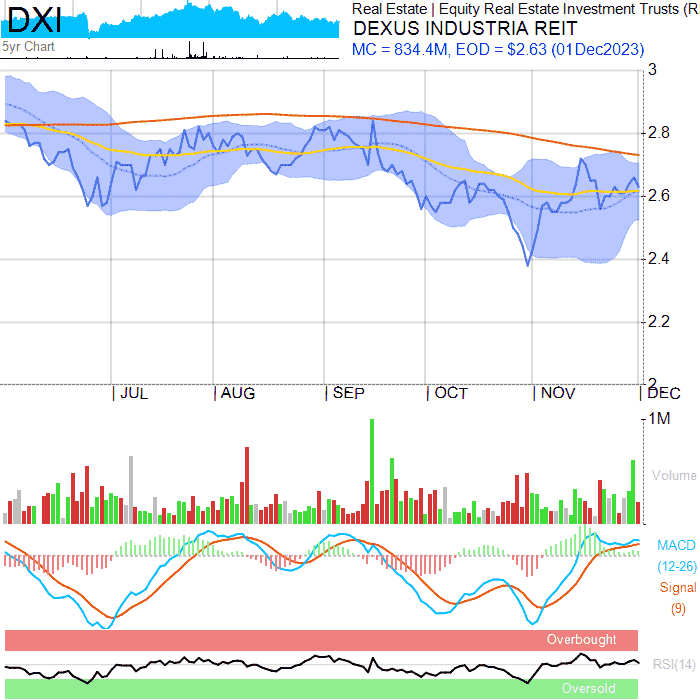 DXI
Real Estate | Equity Real Estate Investment Trusts (R
DEXUS INDUSTRIA REIT
MC = 834.4M, EOD = $2.63 (01Dec2023)
5yr Chart
3
2.8
2.6
2.4
2.2
2
JUL AUG SEP OCT NOV DEC
1M
Volume
MACD
(12-26)
Signal
(9)
Overbought
RSI(14)
Oversold